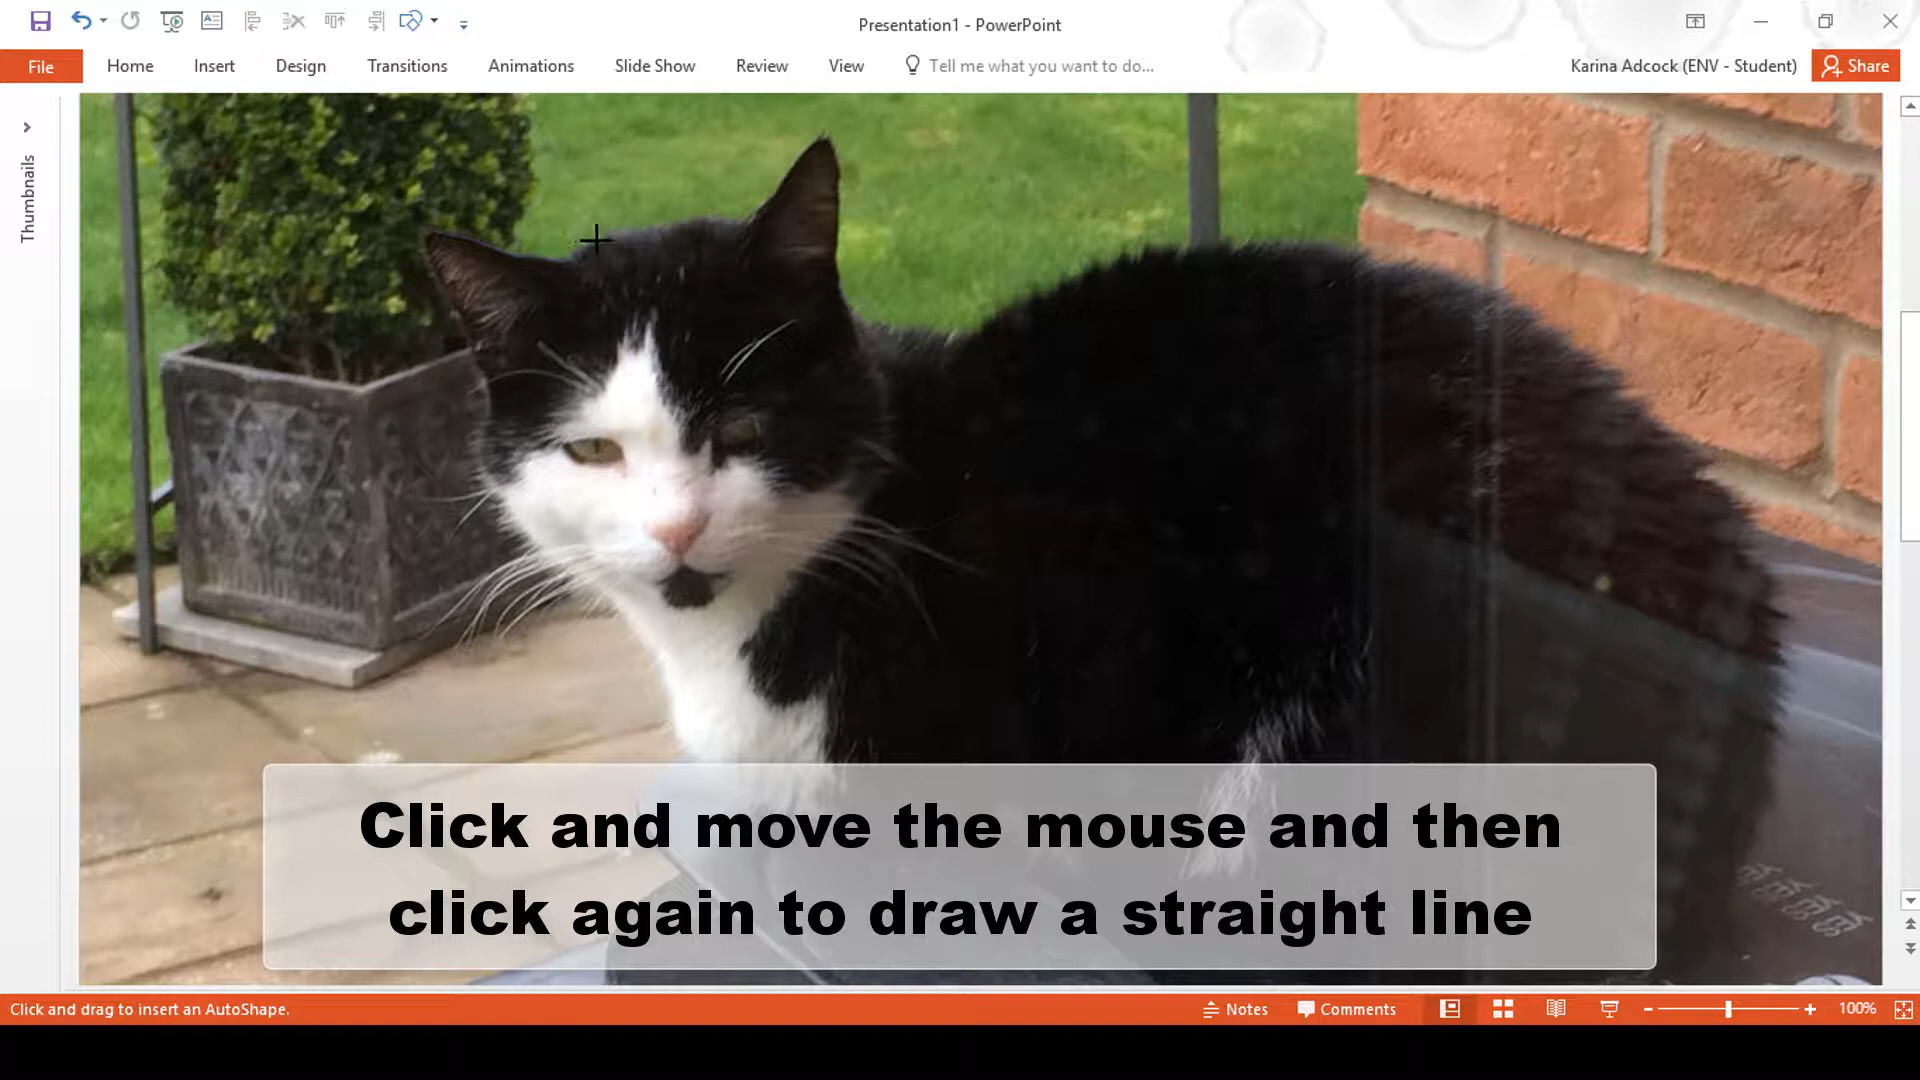 Presentation1 - PowerPoint
File Home Insert Design Transitions Animations Slide Show Review View Tell me what you want to do... Karina Adcock (ENV - Student) Share
Thumbnails
Click and move the mouse and then
click again to draw a straight line
Click and drag to insert an AutoShape. Notes Comments 100%